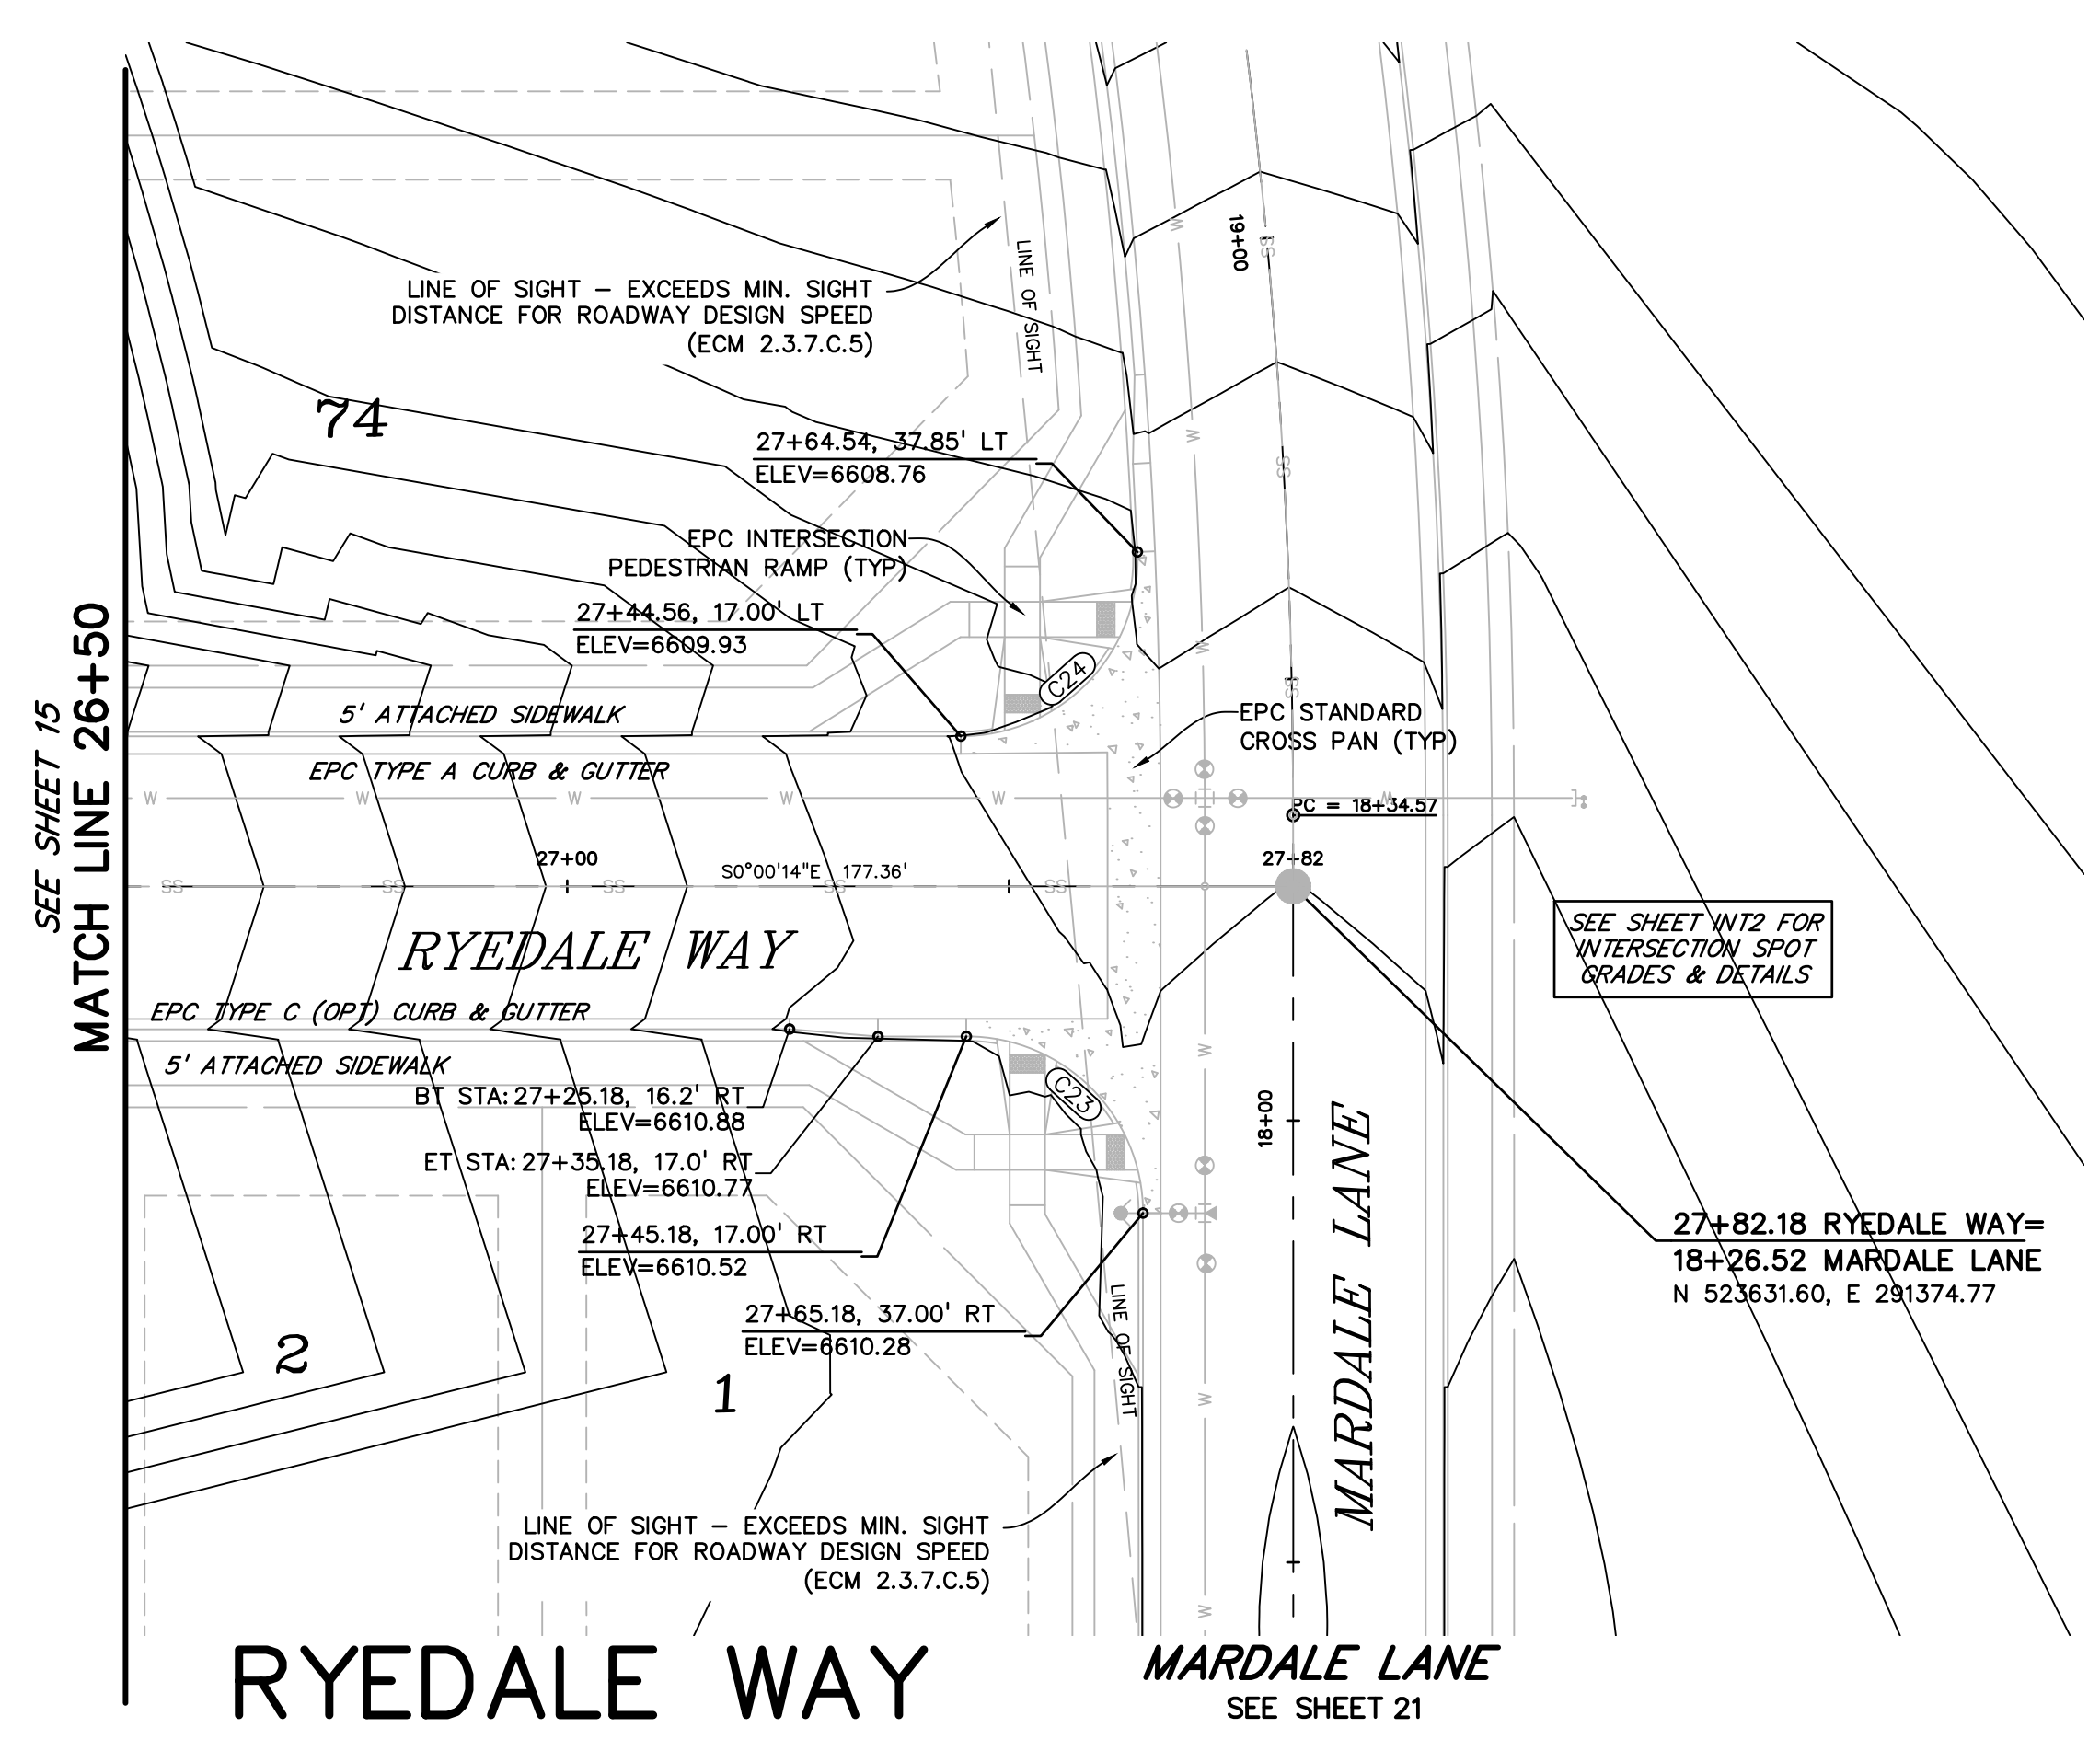 LINE OF SIGHT – EXCEEDS MIN. SIGHT
DISTANCE FOR ROADWAY DESIGN SPEED
(ECM 2.3.7.C.5)
LINE OF SIGHT
W
19+00
SS
74
27+64.54, 37.85' LT
ELEV=6608.76
W
SS
EPC INTERSECTION
PEDESTRIAN RAMP (TYP)
27+44.56, 17.00' LT
ELEV=6609.93
C24
W
SS
5' ATTACHED SIDEWALK
EPC STANDARD
CROSS PAN (TYP)
EPC TYPE A CURB & GUTTER
W W W W W W
PC = 18+34.57
SEE SHEET 15
MATCH LINE 26+50
27+00
S0°00'14"E 177.36'
27+82
SS SS SS SS SS
RYEDALE WAY
SEE SHEET INT2 FOR
INTERSECTION SPOT
GRADES & DETAILS
EPC TYPE C (OPT) CURB & GUTTER
5' ATTACHED SIDEWALK
W
C23
18+00
BT STA: 27+25.18, 16.2' RT
ELEV=6610.88
ET STA: 27+35.18, 17.0' RT
ELEV=6610.77
27+45.18, 17.00' RT
ELEV=6610.52
27+65.18, 37.00' RT
ELEV=6610.28
MARDALE LANE
27+82.18 RYEDALE WAY=
18+26.52 MARDALE LANE
N 523631.60, E 291374.77
2
1
LINE OF SIGHT
W
LINE OF SIGHT – EXCEEDS MIN. SIGHT
DISTANCE FOR ROADWAY DESIGN SPEED
(ECM 2.3.7.C.5)
W
RYEDALE WAY
MARDALE LANE
SEE SHEET 21